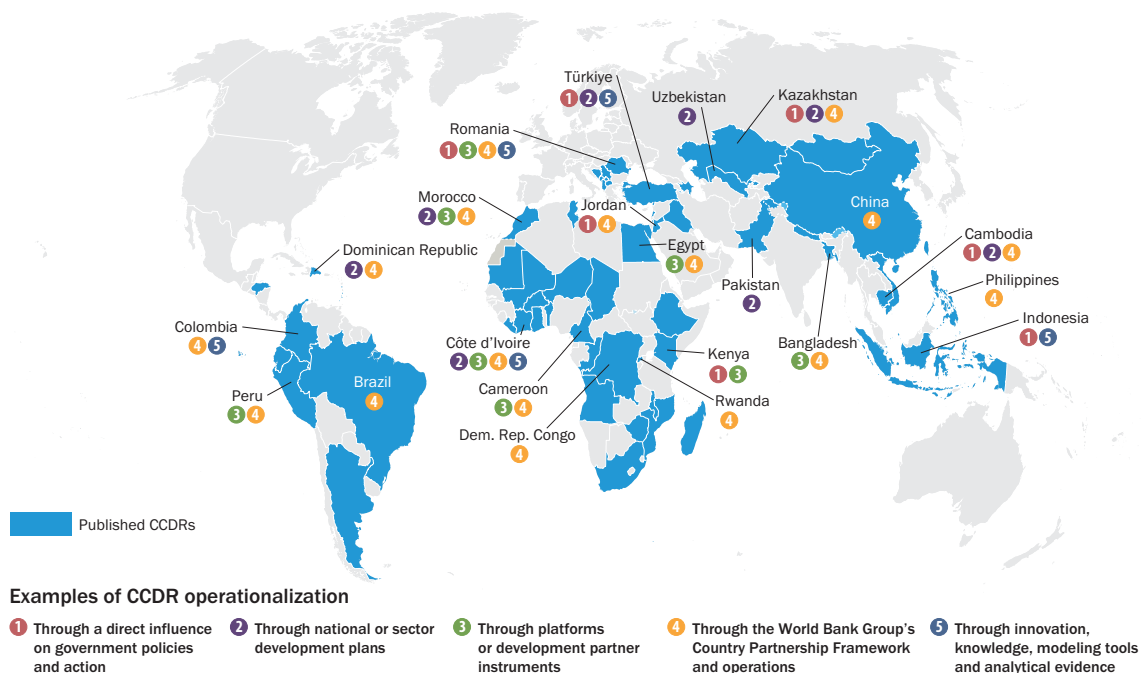 Türkiye
1 2 5
Uzbekistan
2
Kazakhstan
1 2 4
Romania
1 3 4 5
Morocco
2 3 4
Jordan
1 4
China
4
Egypt
3 4
Cambodia
1 2 4
Dominican Republic
2 4
Pakistan
2
Philippines
4
Colombia
4 5
Côte d'Ivoire
2 3 4 5
Bangladesh
3 4
Indonesia
1 5
Kenya
1 3
Peru
3 4
Brazil
4
Cameroon
3 4
Rwanda
4
Dem. Rep. Congo
4
Published CCDRs
Examples of CCDR operationalization
1 Through a direct influence
on government policies
and action
2 Through national or sector
development plans
3 Through platforms
or development partner
instruments
4 Through the World Bank Group's
Country Partnership Framework
and operations
5 Through innovation,
knowledge, modeling tools
and analytical evidence